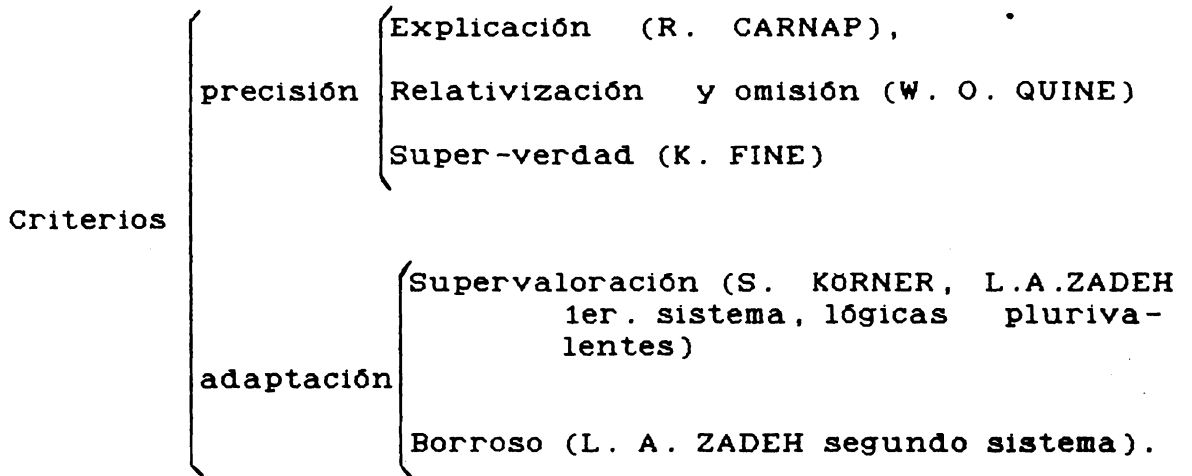 Explicación (R. CARNAP),
precisión Relativización y omisión (W. O. QUINE)
Super-verdad (K. FINE)
Criterios
Supervaloración (S. KÖRNER, L.A.ZADEH
1er. sistema, lógicas pluriva-
lentes)
adaptación
Borroso (L. A. ZADEH segundo sistema).